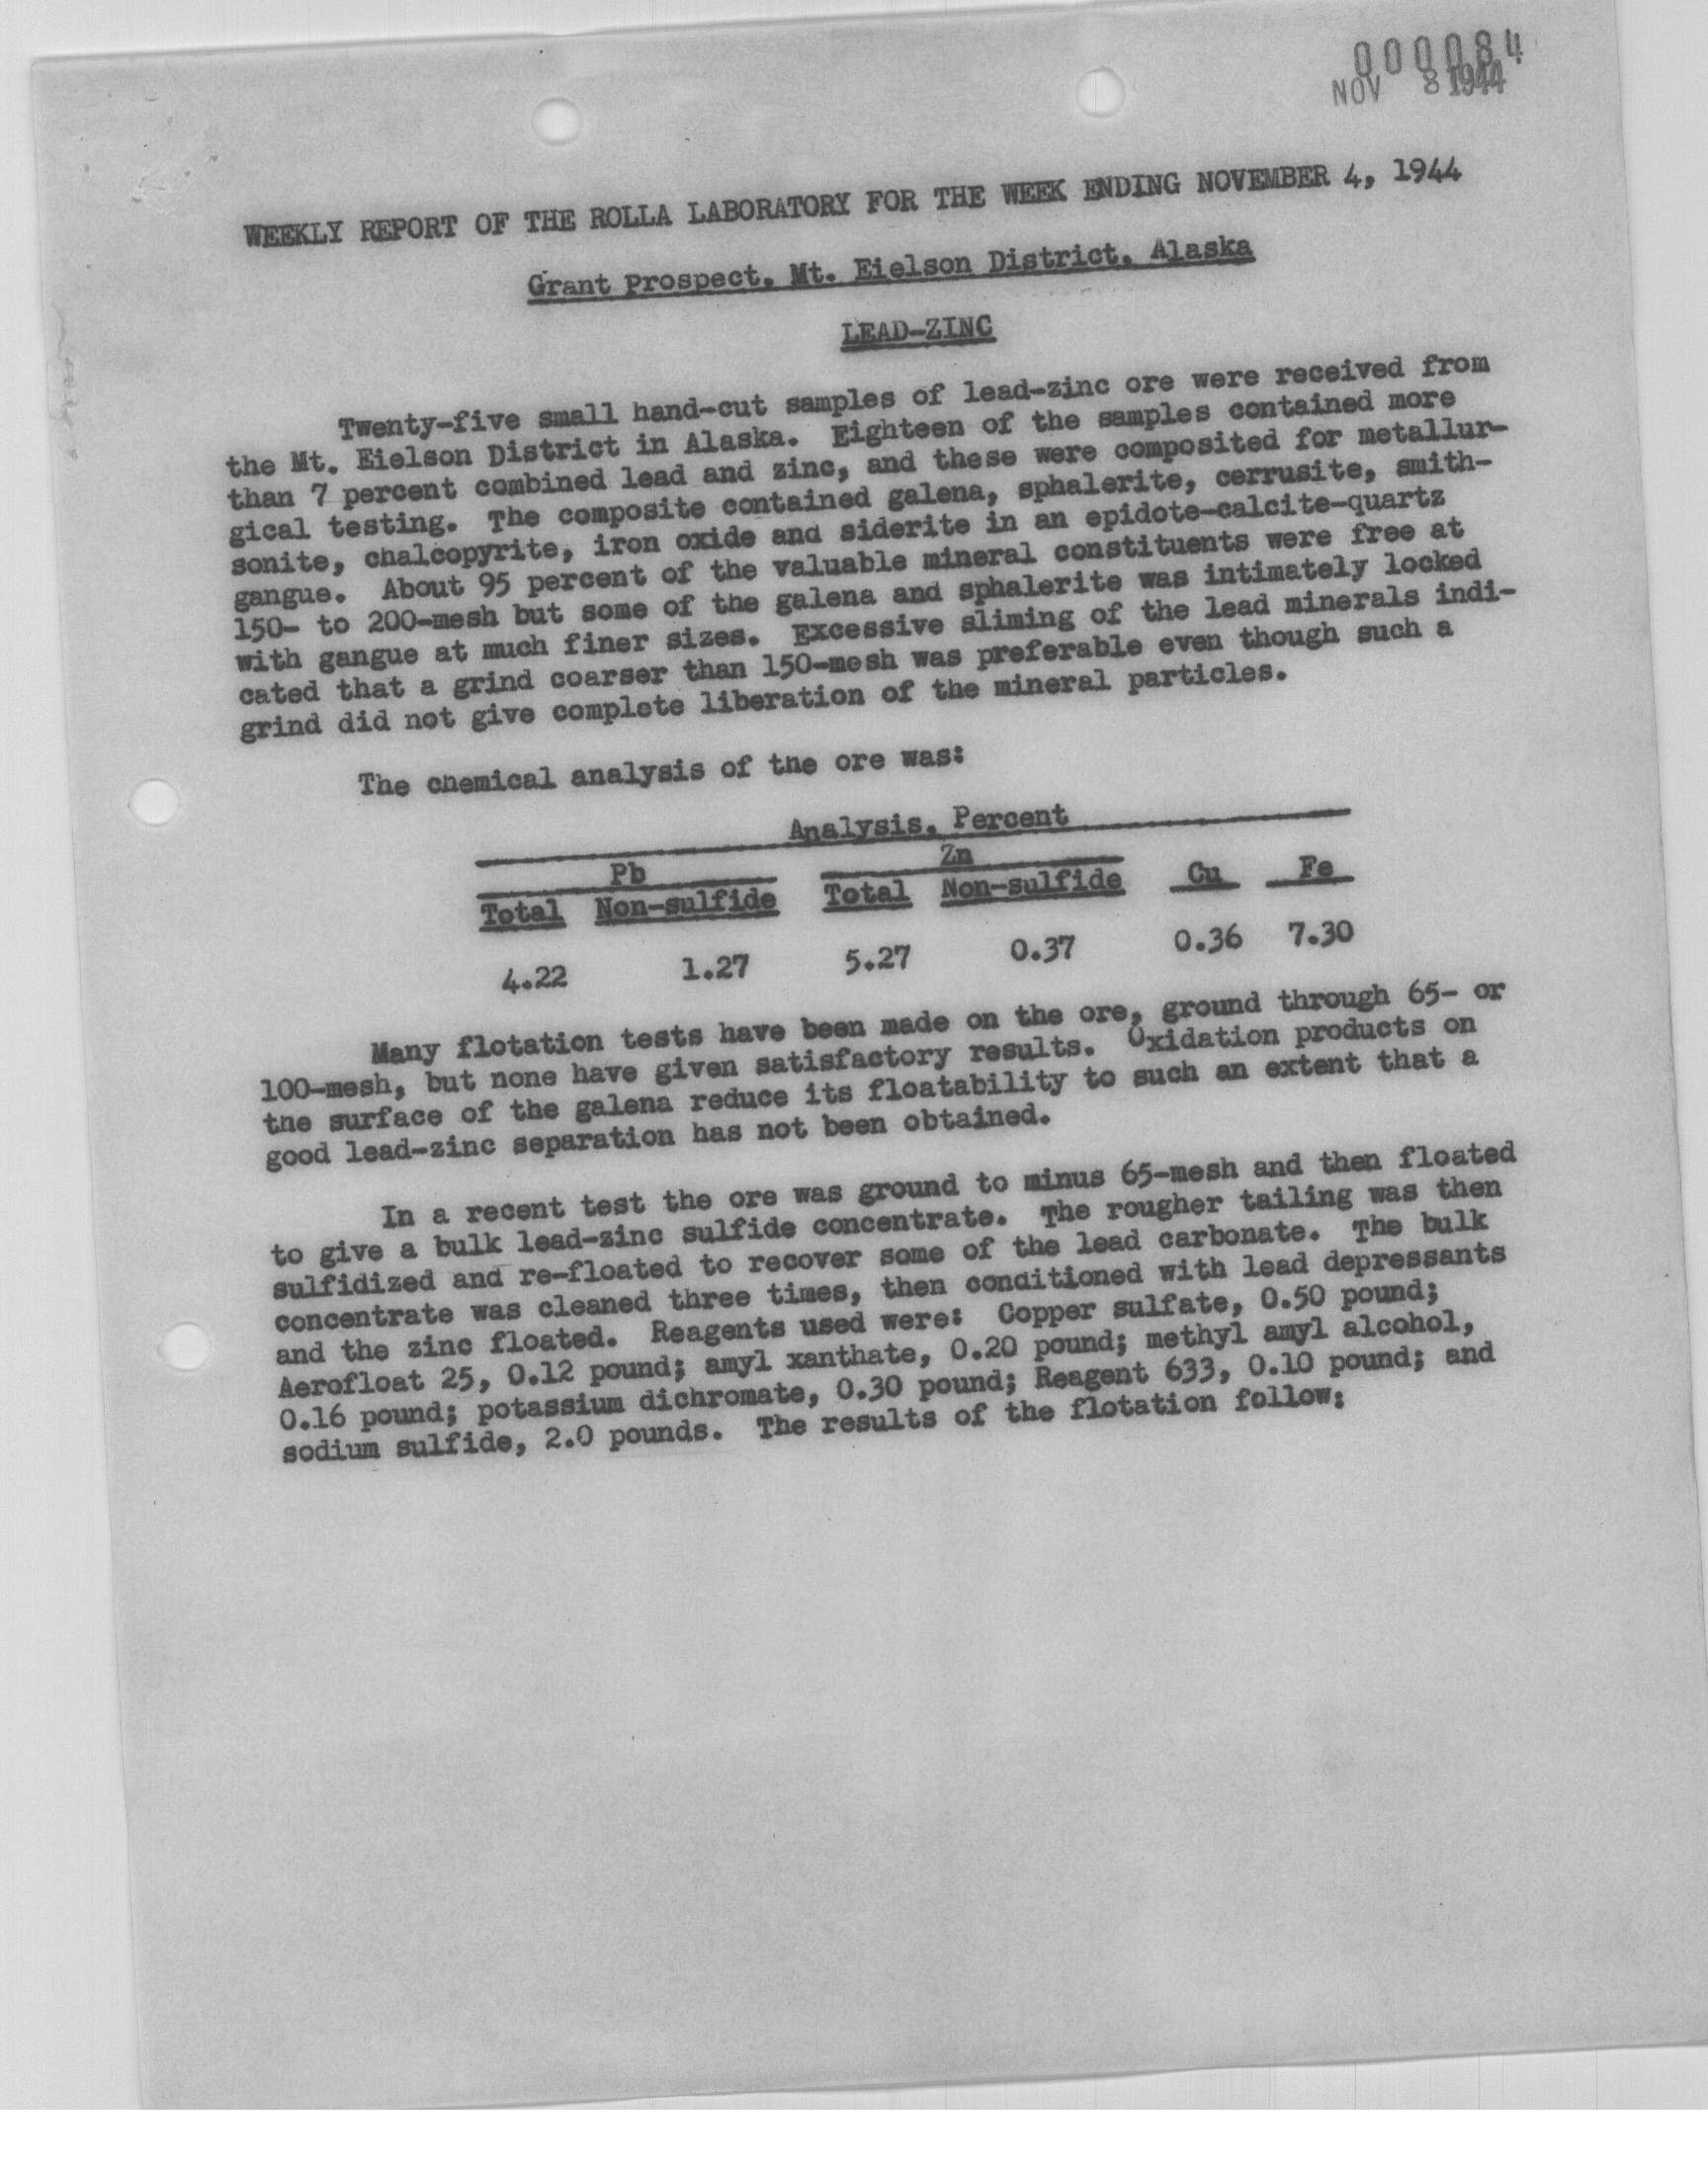 000084
NOV 8 1944
WEEKLY REPORT OF THE ROLLA LABORATORY FOR THE WEEK ENDING NOVEMBER 4, 1944
Grant Prospect, Mt. Eielson District, Alaska
LEAD-ZINC
Twenty-five small hand-cut samples of lead-zinc ore were received from
the Mt. Eielson District in Alaska. Eighteen of the samples contained more
than 7 percent combined lead and zinc, and these were composited for metallur-
gical testing. The composite contained galena, sphalerite, cerrusite, smith-
sonite, chalcopyrite, iron oxide and siderite in an epidote-calcite-quartz
gangue. About 95 percent of the valuable mineral constituents were free at
150- to 200-mesh but some of the galena and sphalerite was intimately locked
with gangue at much finer sizes. Excessive sliming of the lead minerals indi-
cated that a grind coarser than 150-mesh was preferable even though such a
grind did not give complete liberation of the mineral particles.
The chemical analysis of the ore was:
Analysis, Percent
Pb Zn
Total Non-sulfide Total Non-sulfide Cu Fe
4.22 1.27 5.27 0.37 0.36 7.30
Many flotation tests have been made on the ore, ground through 65- or
100-mesh, but none have given satisfactory results. Oxidation products on
the surface of the galena reduce its floatability to such an extent that a
good lead-zinc separation has not been obtained.
In a recent test the ore was ground to minus 65-mesh and then floated
to give a bulk lead-zinc sulfide concentrate. The rougher tailing was then
sulfidized and re-floated to recover some of the lead carbonate. The bulk
concentrate was cleaned three times, then conditioned with lead depressants
and the zinc floated. Reagents used were: Copper sulfate, 0.50 pound;
Aerofloat 25, 0.12 pound; amyl xanthate, 0.20 pound; methyl amyl alcohol,
0.16 pound; potassium dichromate, 0.30 pound; Reagent 633, 0.10 pound; and
sodium sulfide, 2.0 pounds. The results of the flotation follow: